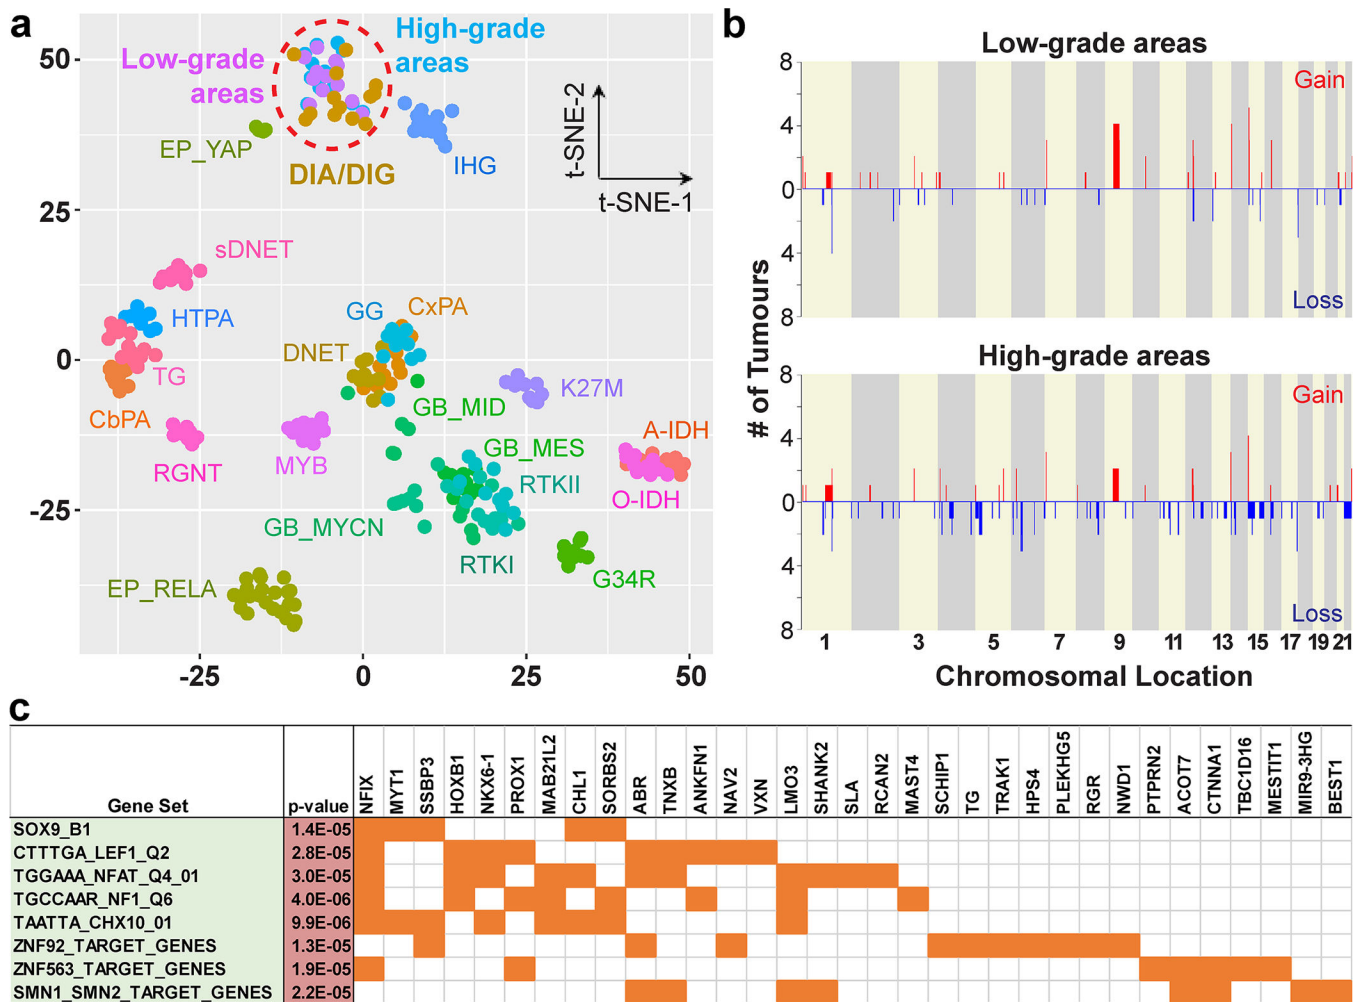 a
50
25
0
-25
-25
0
25
50
Low-grade
areas
High-grade
areas
EP_YAP
DIA/DIG
IHG
t-SNE-2
t-SNE-1
sDNET
HTPA
TG
CbPA
RGNT
MYB
GG
CxPA
DNET
GB_MID
K27M
GB_MES
A-IDH
O-IDH
RTKII
GB_MYCN
RTKI
G34R
EP_RELA
b
Low-grade areas
8
4
0
4
8
Gain
Loss
# of Tumours
High-grade areas
8
4
0
4
8
Gain
Loss
1 3 5 7 9 11 13 15 17 19 21
Chromosomal Location
c
Gene Set p-value NFIX MYT1 SSBP3 HOXB1 NKX6-1 PROX1 MAB21L2 CHL1 SORBS2 ABR TNXB ANKFN1 NAV2 VXN LMO3 SHANK2 SLA RCAN2 MAST4 SCHIP1 TG TRAK1 HPS4 PLEKHG5 RGR NWD1 PTPRN2 ACOT7 CTNNA1 TBC1D16 MESTIT1 MIR9-3HG BEST1
SOX9_B1 1.4E-05
CTTTGA_LEF1_Q2 2.8E-05
TGGAAA_NFAT_Q4_01 3.0E-05
TGCCAAR_NF1_Q6 4.0E-06
TAATTA_CHX10_01 9.9E-06
ZNF92_TARGET_GENES 1.3E-05
ZNF563_TARGET_GENES 1.9E-05
SMN1_SMN2_TARGET_GENES 2.2E-05